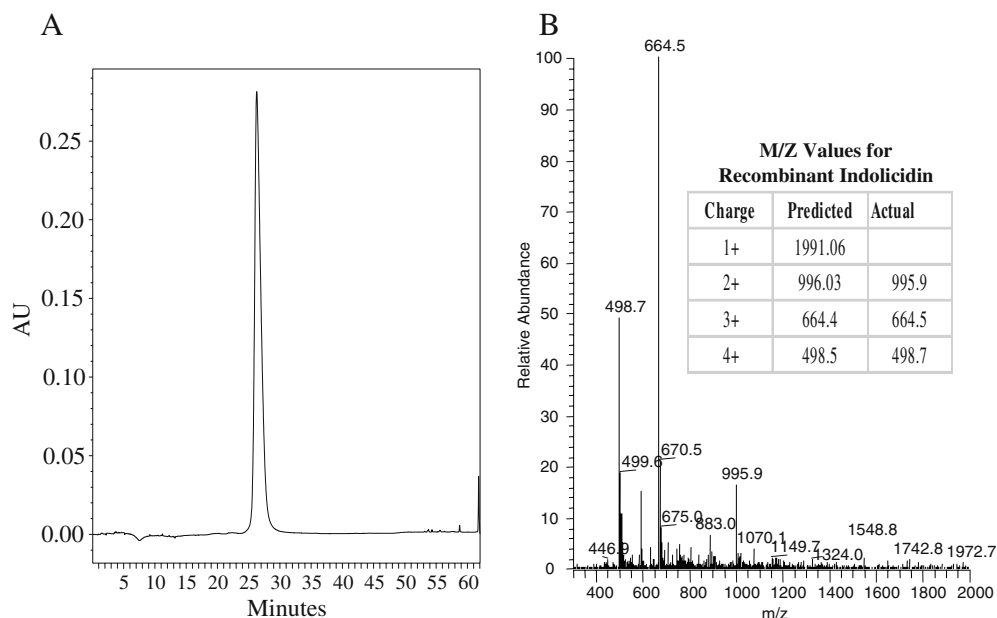 A
0.25
0.20
0.15
0.10
0.05
0.00
AU
5 10 15 20 25 30 35 40 45 50 55 60
Minutes
B
664.5
100
90
80
70
60
50
40
30
20
10
0
Relative Abundance
M/Z Values for
Recombinant Indolicidin
Charge Predicted Actual
1+ 1991.06
2+ 996.03 995.9
3+ 664.4 664.5
4+ 498.5 498.7
498.7
670.5
499.6
995.9
675.0
883.0
1070.1
1548.8
446.9
1149.7
1324.0
1742.8
1972.7
400 600 800 1000 1200 1400 1600 1800 2000
m/z